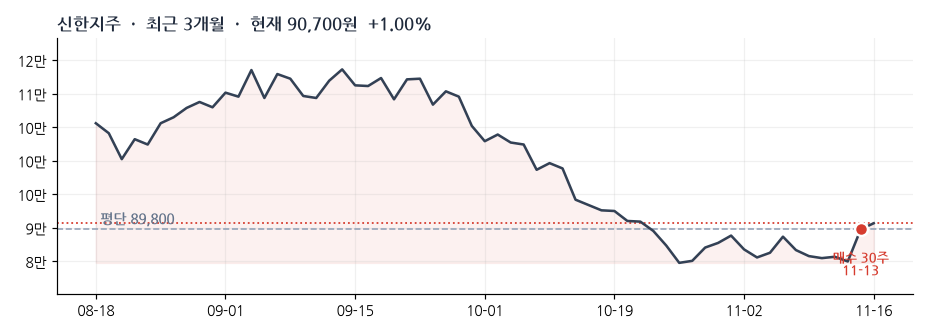 신한지주 · 최근 3개월 · 현재 90,700원 +1.00%
12만
11만
10만
10만
10만
9만
8만
평단 89,800
매수 30주
11-13
08-18 09-01 09-15 10-01 10-19 11-02 11-16